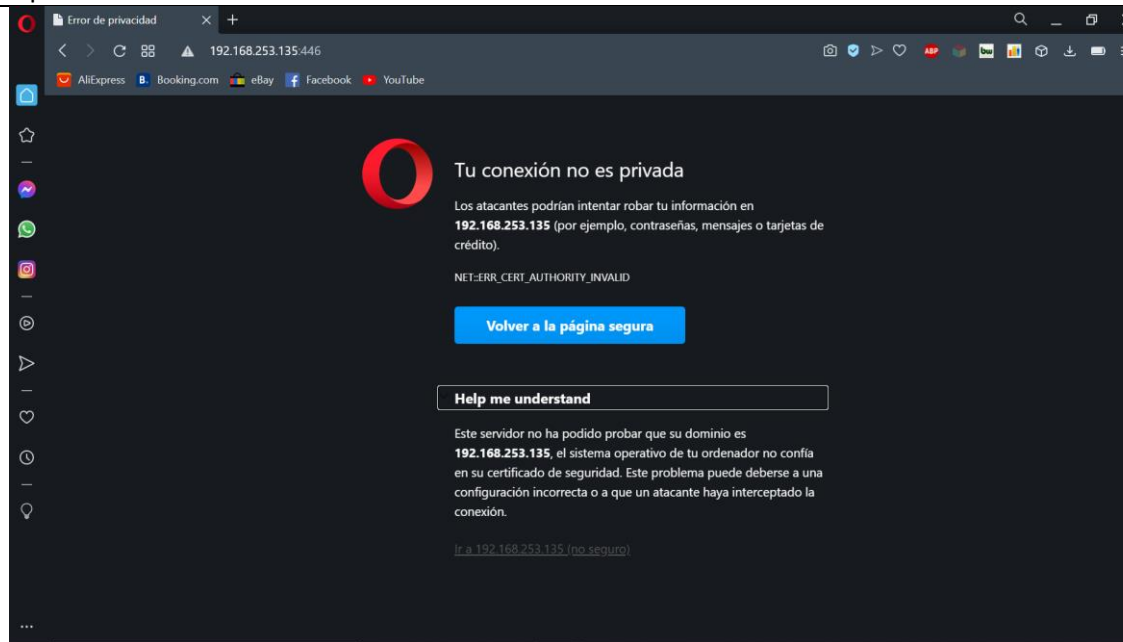 Error de privacidad
192.168.253.135:446
ABP
bw
AliExpress B. Booking.com eBay Facebook YouTube
Tu conexión no es privada
Los atacantes podrían intentar robar tu información en
192.168.253.135 (por ejemplo, contraseñas, mensajes o tarjetas de
crédito).
NET::ERR_CERT_AUTHORITY_INVALID
Volver a la página segura
Help me understand
Este servidor no ha podido probar que su dominio es
192.168.253.135, el sistema operativo de tu ordenador no confía
en su certificado de seguridad. Este problema puede deberse a una
configuración incorrecta o a que un atacante haya interceptado la
conexión.
Ir a 192.168.253.135 (no seguro)